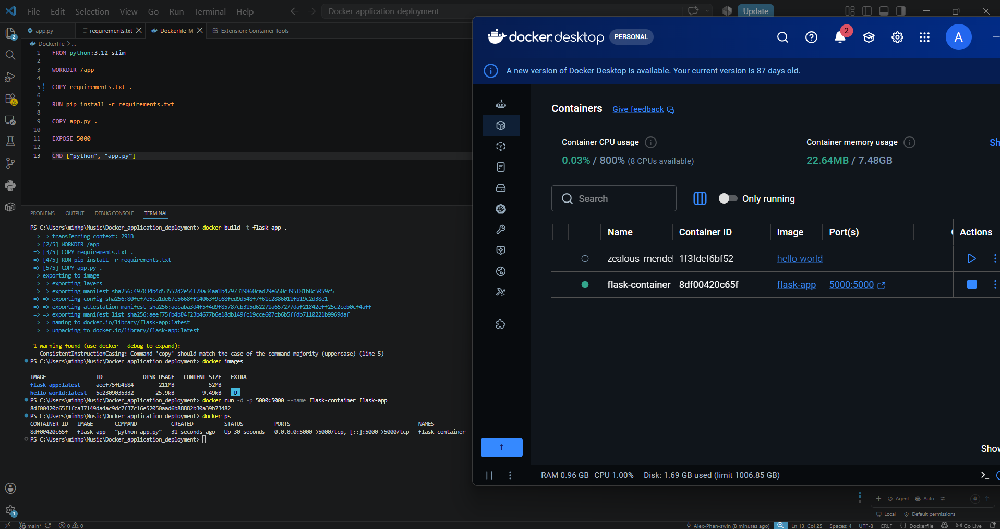 File Edit Selection View Go Run Terminal Help
Docker_application_deployment
Update
app.py
requirements.txt
Dockerfile M
Extension: Container Tools
Dockerfile > ...
1 FROM python:3.12-slim
2
3 WORKDIR /app
4
5 COPY requirements.txt .
6
7 RUN pip install -r requirements.txt
8
9 COPY app.py .
10
11 EXPOSE 5000
12
13 CMD ["python", "app.py"]
2
PROBLEMS OUTPUT DEBUG CONSOLE TERMINAL
PS C:\Users\minhp\Music\Docker_application_deployment> docker build -t flask-app .
=> => transferring context: 291B
=> [2/5] WORKDIR /app
=> [3/5] COPY requirements.txt .
=> [4/5] RUN pip install -r requirements.txt
=> [5/5] COPY app.py .
=> exporting to image
=> => exporting layers
=> => exporting manifest sha256:497034b4d53552d2e54f78a34aa1b4797319860cad29e650c395f81b8c5059c5
=> => exporting config sha256:80fef7e5ca1de67c5668ff14063f9c68fed9d548f7f61c2886011fb19c2d38e1
=> => exporting attestation manifest sha256:aecaba3d4f5f4d9f85787cb315d62271a657277daf21842eff25c2ceb0cf4aff
=> => exporting manifest list sha256:aeef75fb4b84f23b4677b6e18db149fc19cce607cb6b5ffdb7110221b9969daf
=> => naming to docker.io/library/flask-app:latest
=> => unpacking to docker.io/library/flask-app:latest
1 warning found (use docker --debug to expand):
- ConsistentInstructionCasing: Command 'copy' should match the case of the command majority (uppercase) (line 5)
PS C:\Users\minhp\Music\Docker_application_deployment> docker images
IMAGE ID DISK USAGE CONTENT SIZE EXTRA
flask-app:latest aeef75fb4b84 211MB 52MB
hello-world:latest 5e2309035332 25.9kB 9.49kB U
PS C:\Users\minhp\Music\Docker_application_deployment> docker run -d -p 5000:5000 --name flask-container flask-app
8df00420c65f1fca37149da4ac9dc7f37c16e52050aad6b88882b30a39b73482
PS C:\Users\minhp\Music\Docker_application_deployment> docker ps
CONTAINER ID IMAGE COMMAND CREATED STATUS PORTS NAMES
8df00420c65f flask-app "python app.py" 31 seconds ago Up 30 seconds 0.0.0.0:5000->5000/tcp, [::]:5000->5000/tcp flask-container
PS C:\Users\minhp\Music\Docker_application_deployment>
1
docker.desktop PERSONAL
2
A
A new version of Docker Desktop is available. Your current version is 87 days old.
Containers Give feedback
Container CPU usage
0.03% / 800% (8 CPUs available)
Container memory usage
22.64MB / 7.48GB
Sh
Search
Only running
Name Container ID Image Port(s) Actions
zealous_mendel 1f3fdef6bf52 hello-world
flask-container 8df00420c65f flask-app 5000:5000
Show
RAM 0.96 GB CPU 1.00% Disk: 1.69 GB used (limit 1006.85 GB)
Agent Auto
Local Default permissions
main* 0 0
Alex-Phan-swin (8 minutes ago) Ln 13, Col 25 Spaces: 4 UTF-8 CRLF Dockerfile Go Live